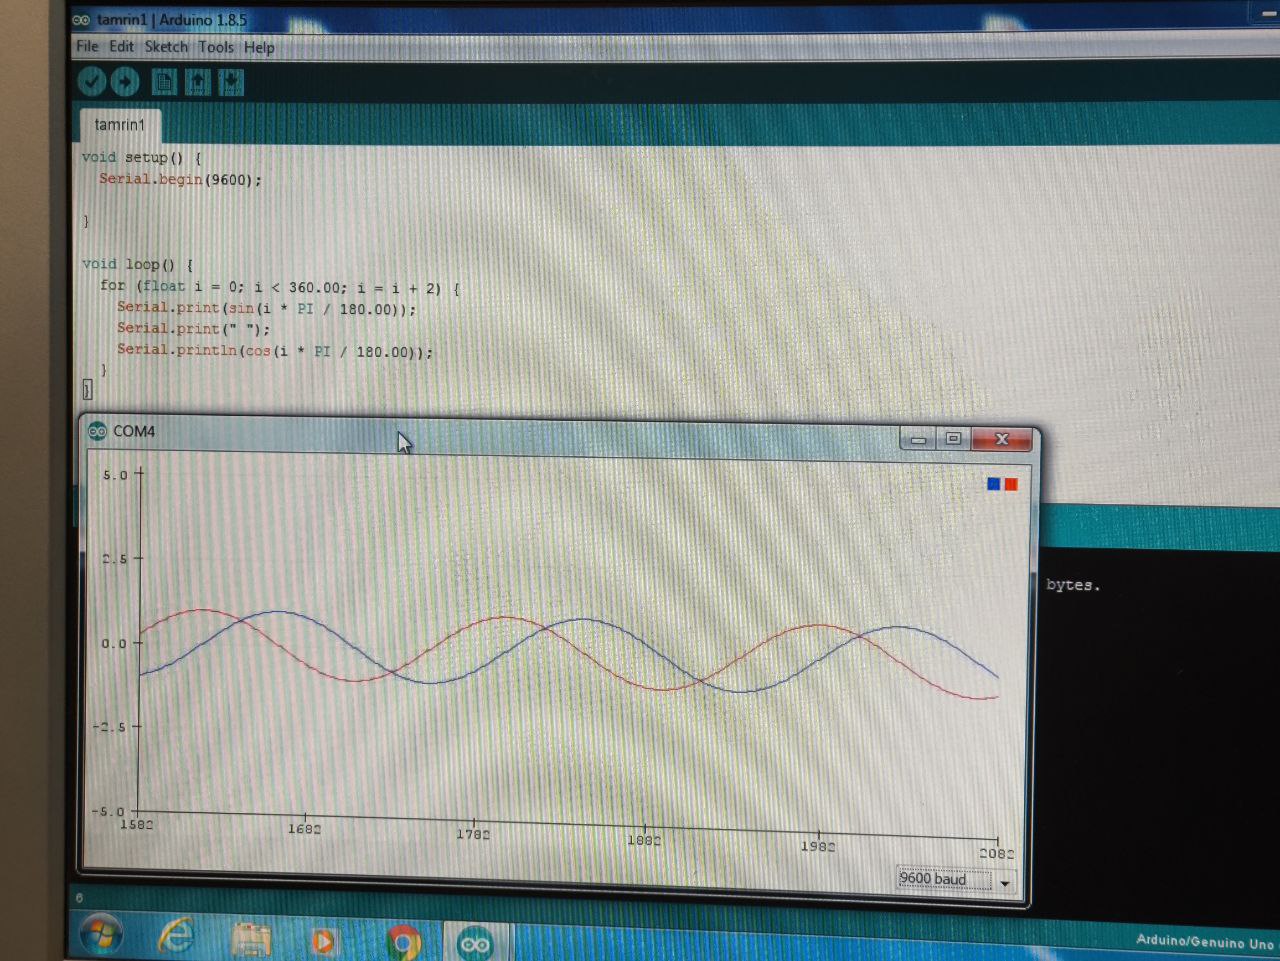 tamrin1 | Arduino 1.8.5
File Edit Sketch Tools Help
tamrin1
void setup() {
Serial.begin(9600);
}
void loop() {
for (float i = 0; i < 360.00; i = i + 2) {
Serial.print(sin(i * PI / 180.00));
Serial.print(" ");
Serial.println(cos(i * PI / 180.00));
}
}
COM4
5.0
2.5
0.0
-2.5
-5.0
1582 1682 1782 1882 1982 2082
9600 baud
bytes.
6
Arduino/Genuino Uno